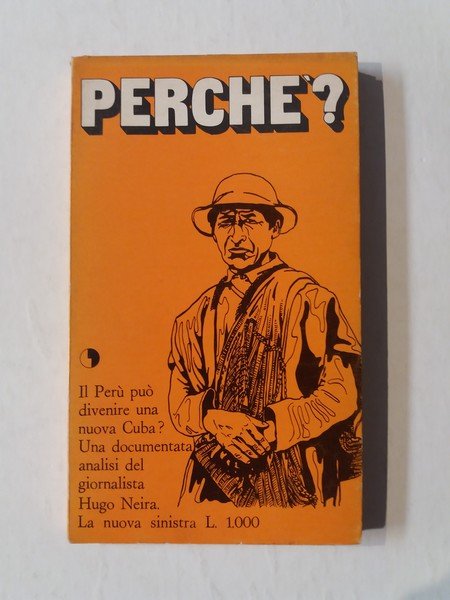 PERCHE'?
Il Perù può
divenire una
nuova Cuba?
Una documentata
analisi del
giornalista
Hugo Neira.
La nuova sinistra L. 1.000